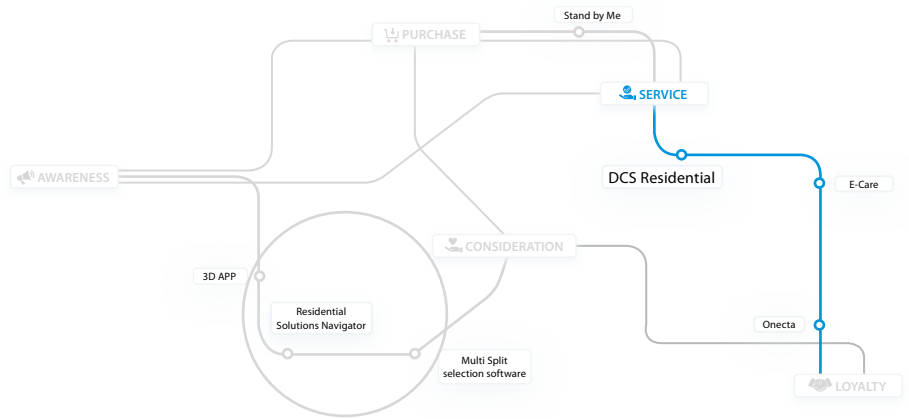 Stand by Me
PURCHASE
SERVICE
AWARENESS
DCS Residential
E-Care
CONSIDERATION
3D APP
Residential
Solutions Navigator
Onecta
Multi Split
selection software
LOYALTY